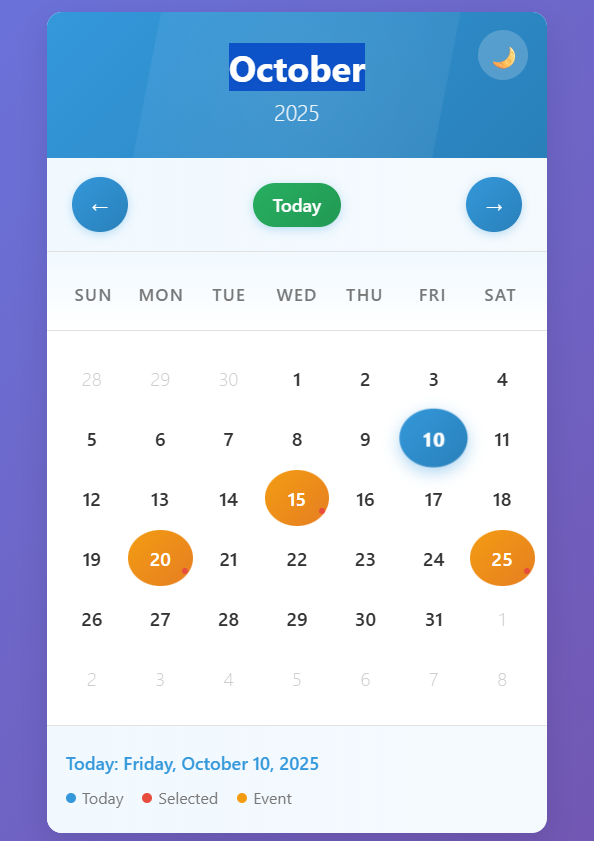 October
2025
← Today →
SUN MON TUE WED THU FRI SAT
28 29 30 1 2 3 4
5 6 7 8 9 10 11
12 13 14 15 16 17 18
19 20 21 22 23 24 25
26 27 28 29 30 31 1
2 3 4 5 6 7 8
Today: Friday, October 10, 2025
Today Selected Event